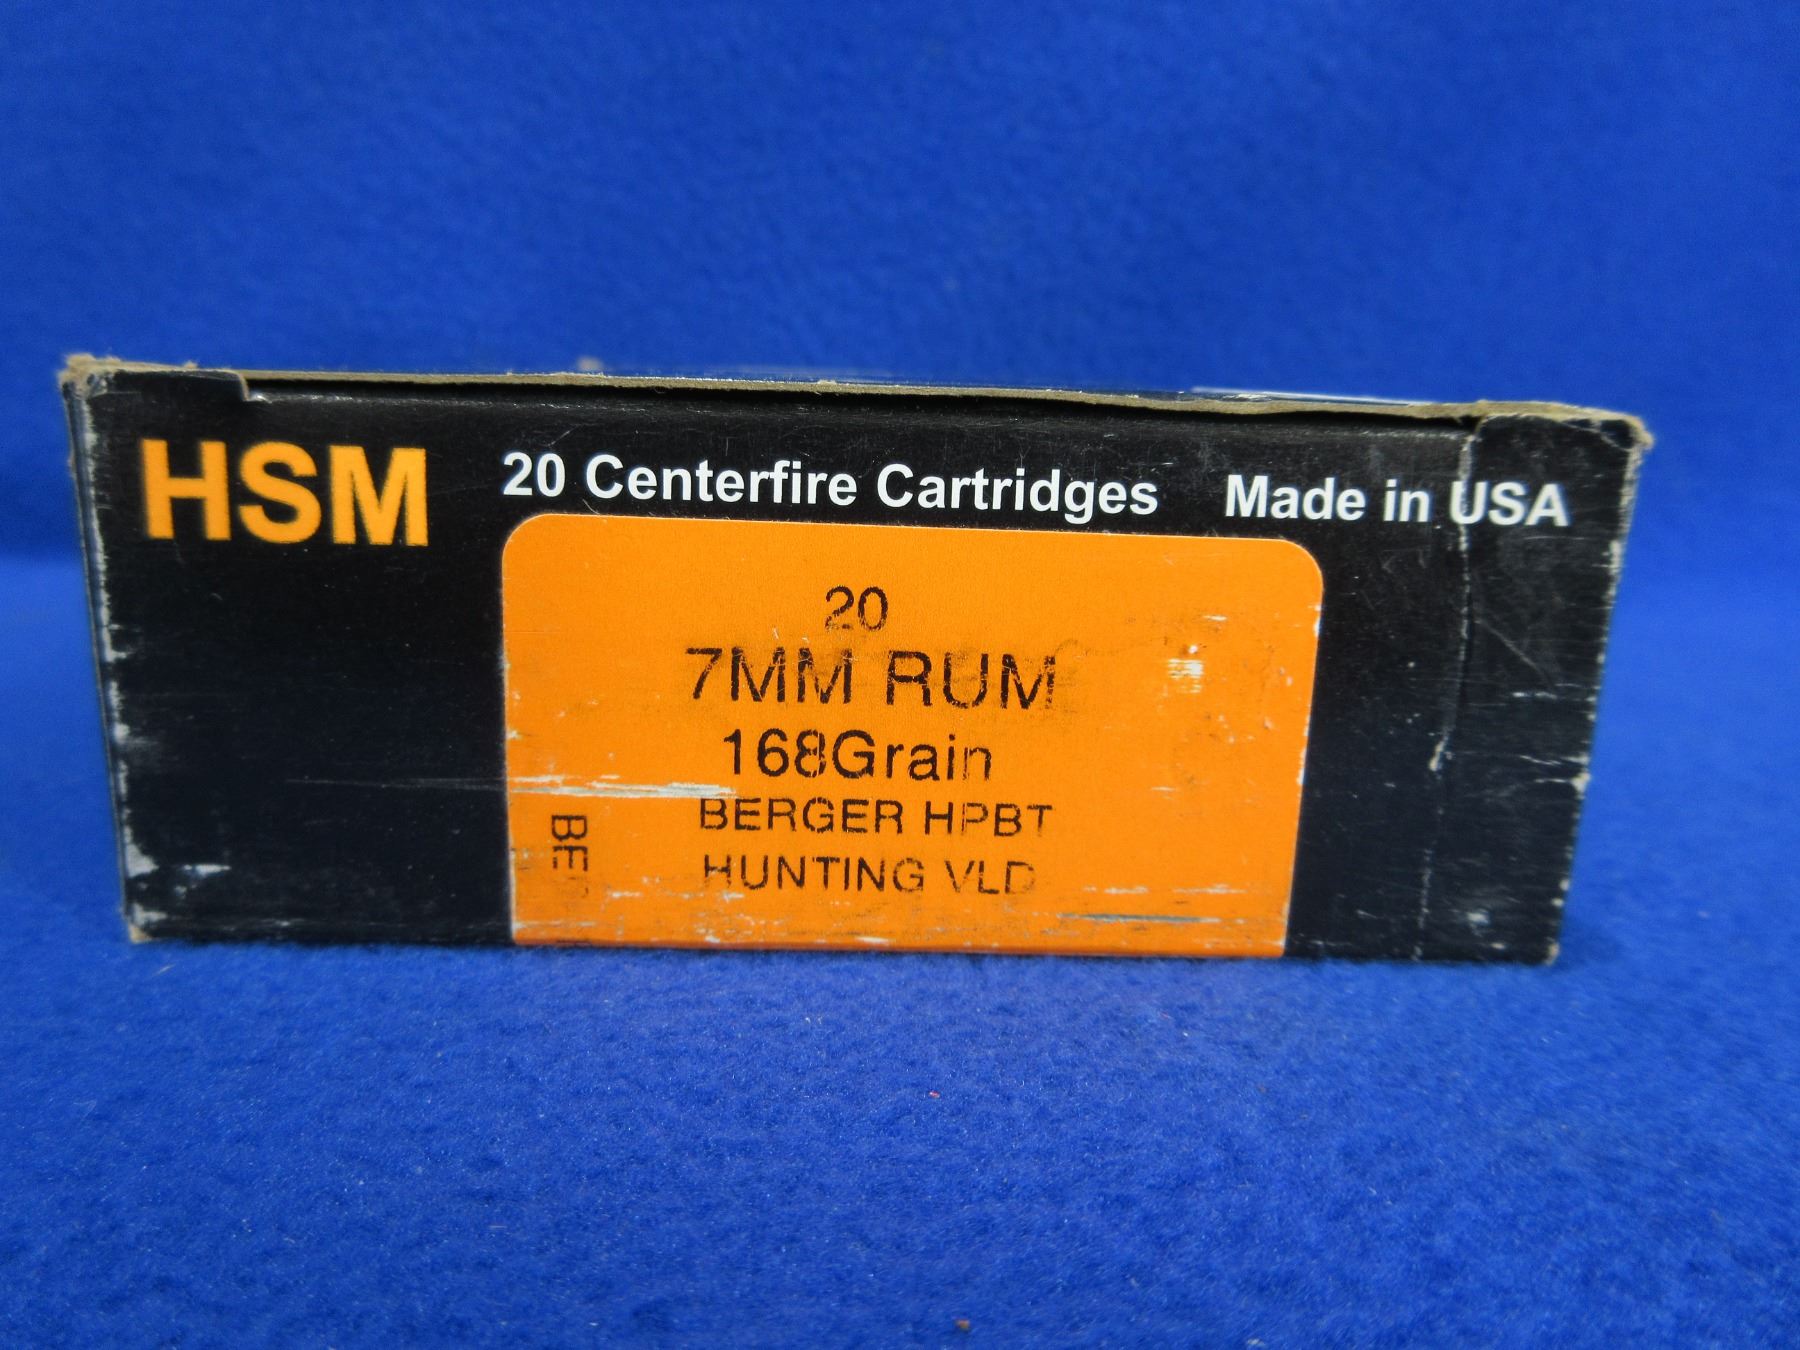 HSM
20 Centerfire Cartridges Made in USA
20
7MM RUM
168Grain
BERGER HPBT
HUNTING VLD